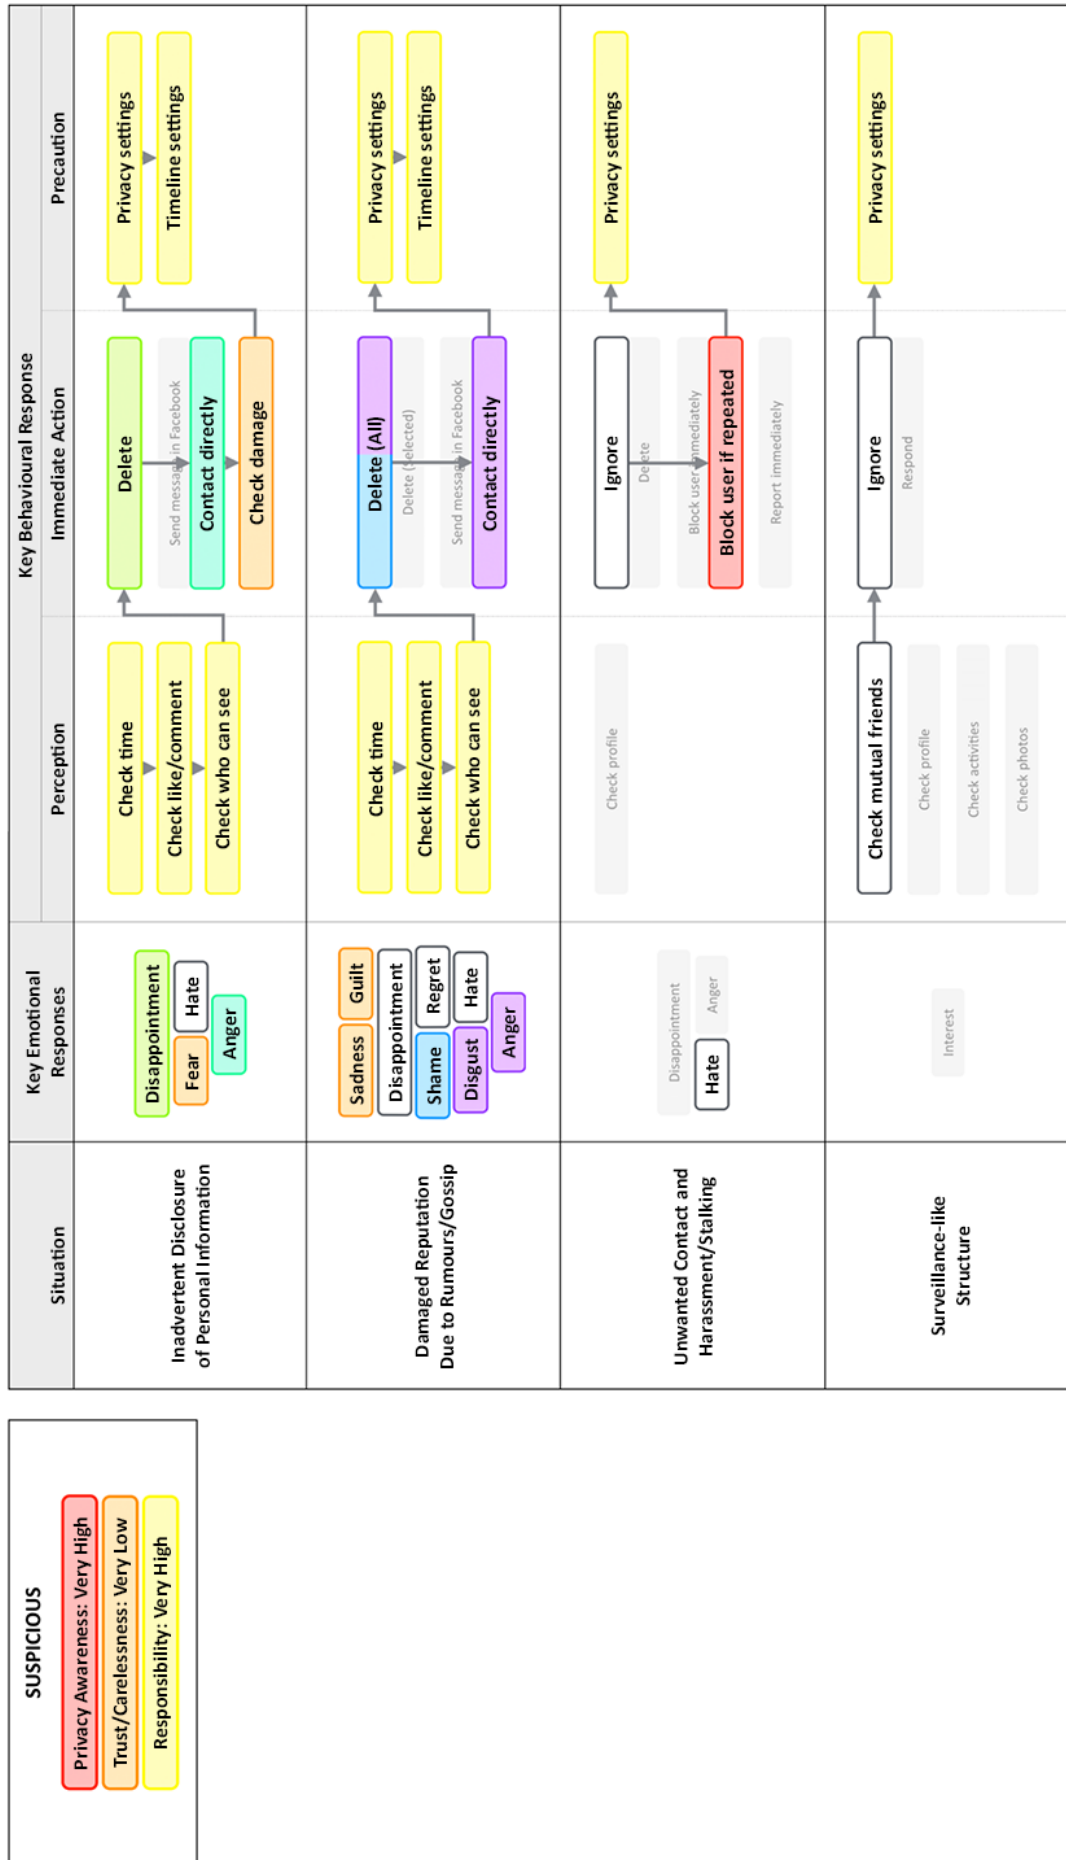 SUSPICIOUS
Privacy Awareness: Very High
Trust/Carelessness: Very Low
Responsibility: Very High
Situation
Key Emotional
Responses
Key Behavioural Response
Perception
Immediate Action
Precaution
Inadvertent Disclosure
of Personal Information
Disappointment
Fear
Hate
Anger
Check time
Check like/comment
Check who can see
Delete
Send message in Facebook
Contact directly
Check damage
Privacy settings
Timeline settings
Damaged Reputation
Due to Rumours/Gossip
Sadness
Guilt
Disappointment
Shame
Regret
Disgust
Hate
Anger
Check time
Check like/comment
Check who can see
Delete (All)
Delete (Selected)
Send message in Facebook
Contact directly
Privacy settings
Timeline settings
Unwanted Contact and
Harassment/Stalking
Disappointment
Hate
Anger
Check profile
Ignore
Delete
Block user immediately
Block user if repeated
Report immediately
Privacy settings
Surveillance-like
Structure
Interest
Check mutual friends
Check profile
Check activities
Check photos
Ignore
Respond
Privacy settings